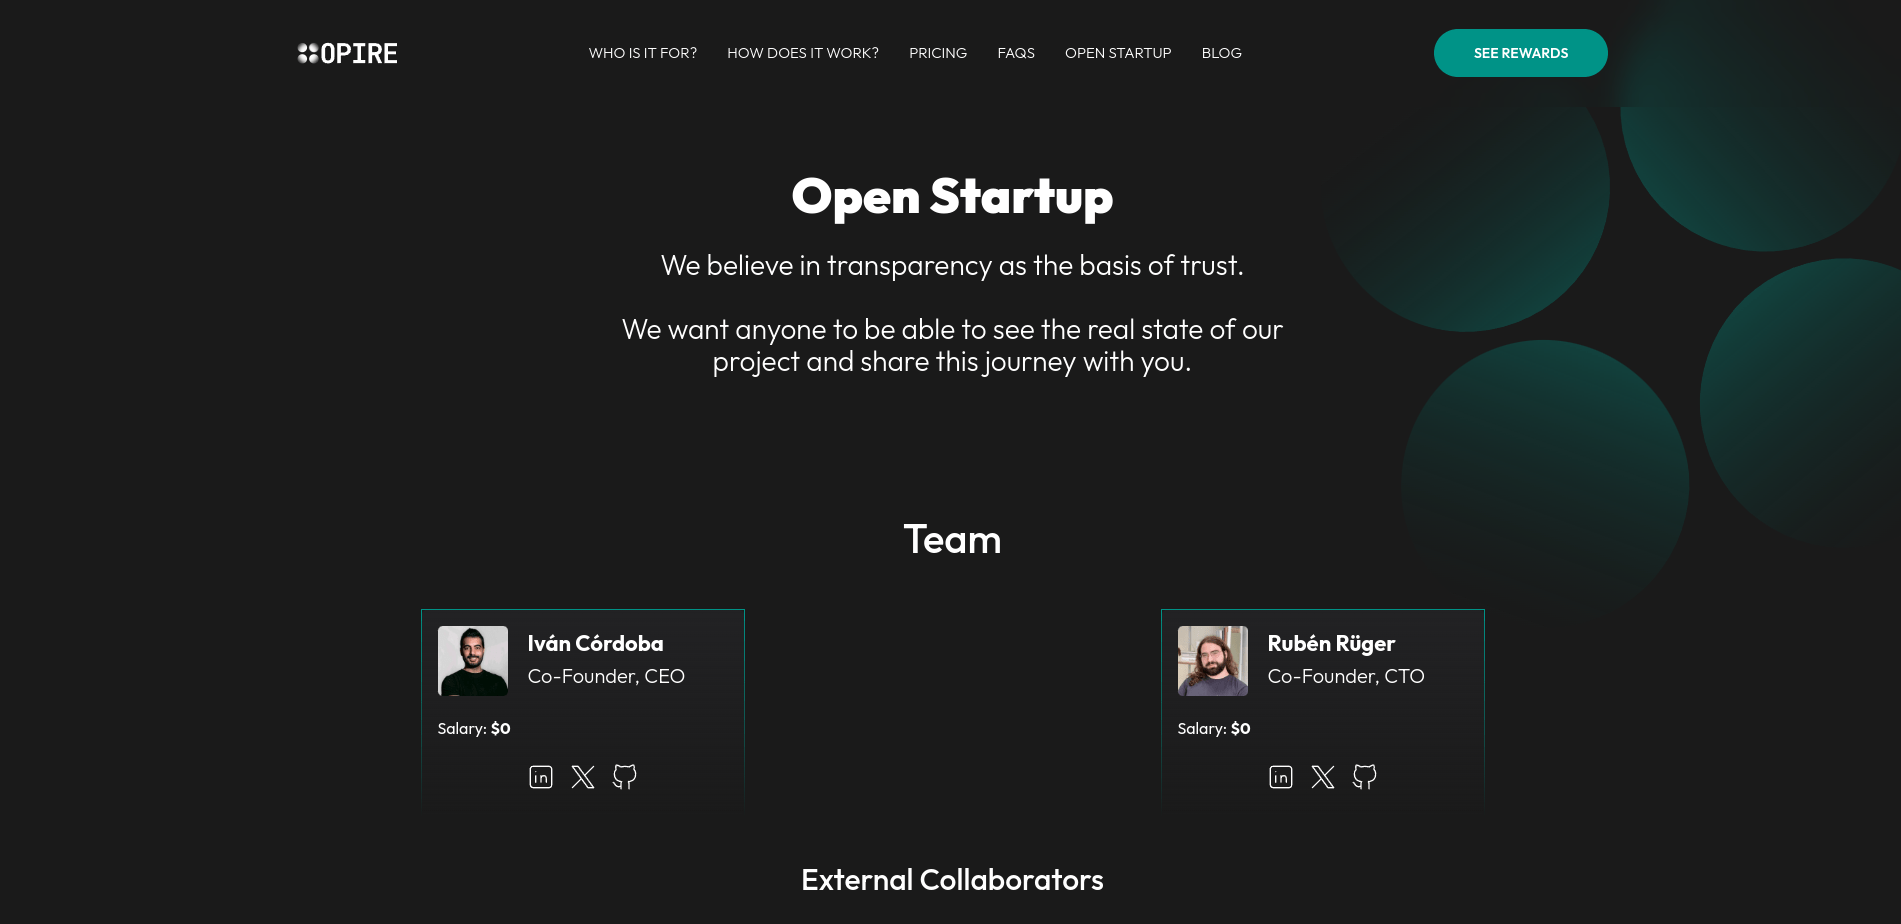 OPIRE
WHO IS IT FOR?
HOW DOES IT WORK?
PRICING
FAQS
OPEN STARTUP
BLOG
SEE REWARDS
Open Startup
We believe in transparency as the basis of trust.
We want anyone to be able to see the real state of our
project and share this journey with you.
Team
Iván Córdoba
Co-Founder, CEO
Salary: $0
in
Rubén Rüger
Co-Founder, CTO
Salary: $0
in
External Collaborators